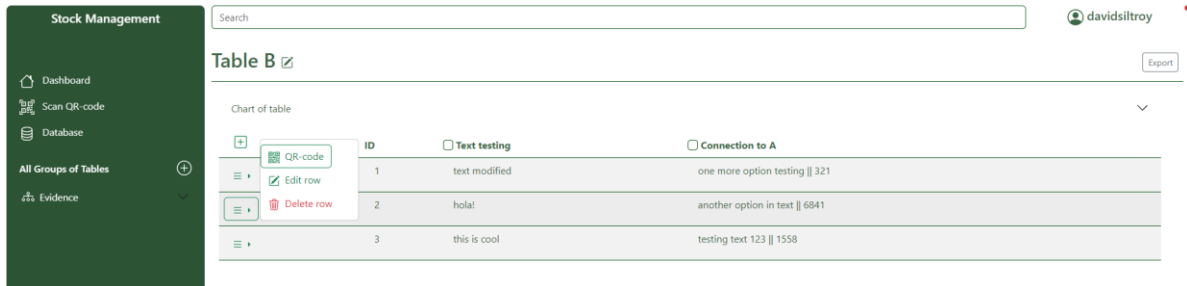 Stock Management
Dashboard
Scan QR-code
Database
All Groups of Tables
Evidence
Search
davidsiltroy
Table B
Export
Chart of table
ID Text testing Connection to A
QR-code
Edit row
Delete row
1 text modified one more option testing || 321
2 hola! another option in text || 6841
3 this is cool testing text 123 || 1558